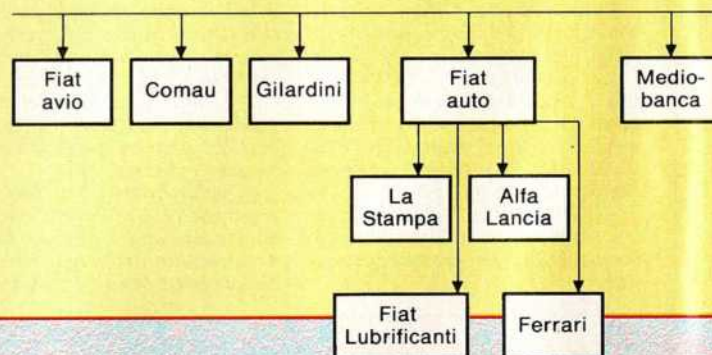 Fiat
avio
Comau
Gilardini
Fiat
auto
Medio-
banca
La
Stampa
Alfa
Lancia
Fiat
Lubrificanti
Ferrari